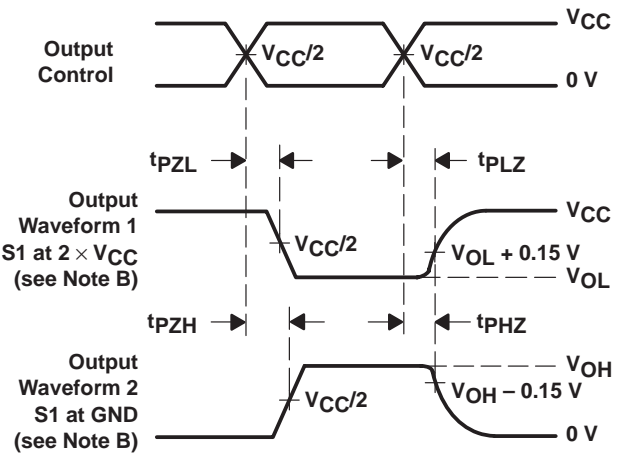 VCC
Output
Control
VCC/2
VCC/2
0 V
tPZL
tPLZ
Output
Waveform 1
S1 at 2 × VCC
(see Note B)
VCC
VCC/2
VOL + 0.15 V
VOL
tPZH
tPHZ
Output
Waveform 2
S1 at GND
(see Note B)
VOH
VOH − 0.15 V
VCC/2
0 V